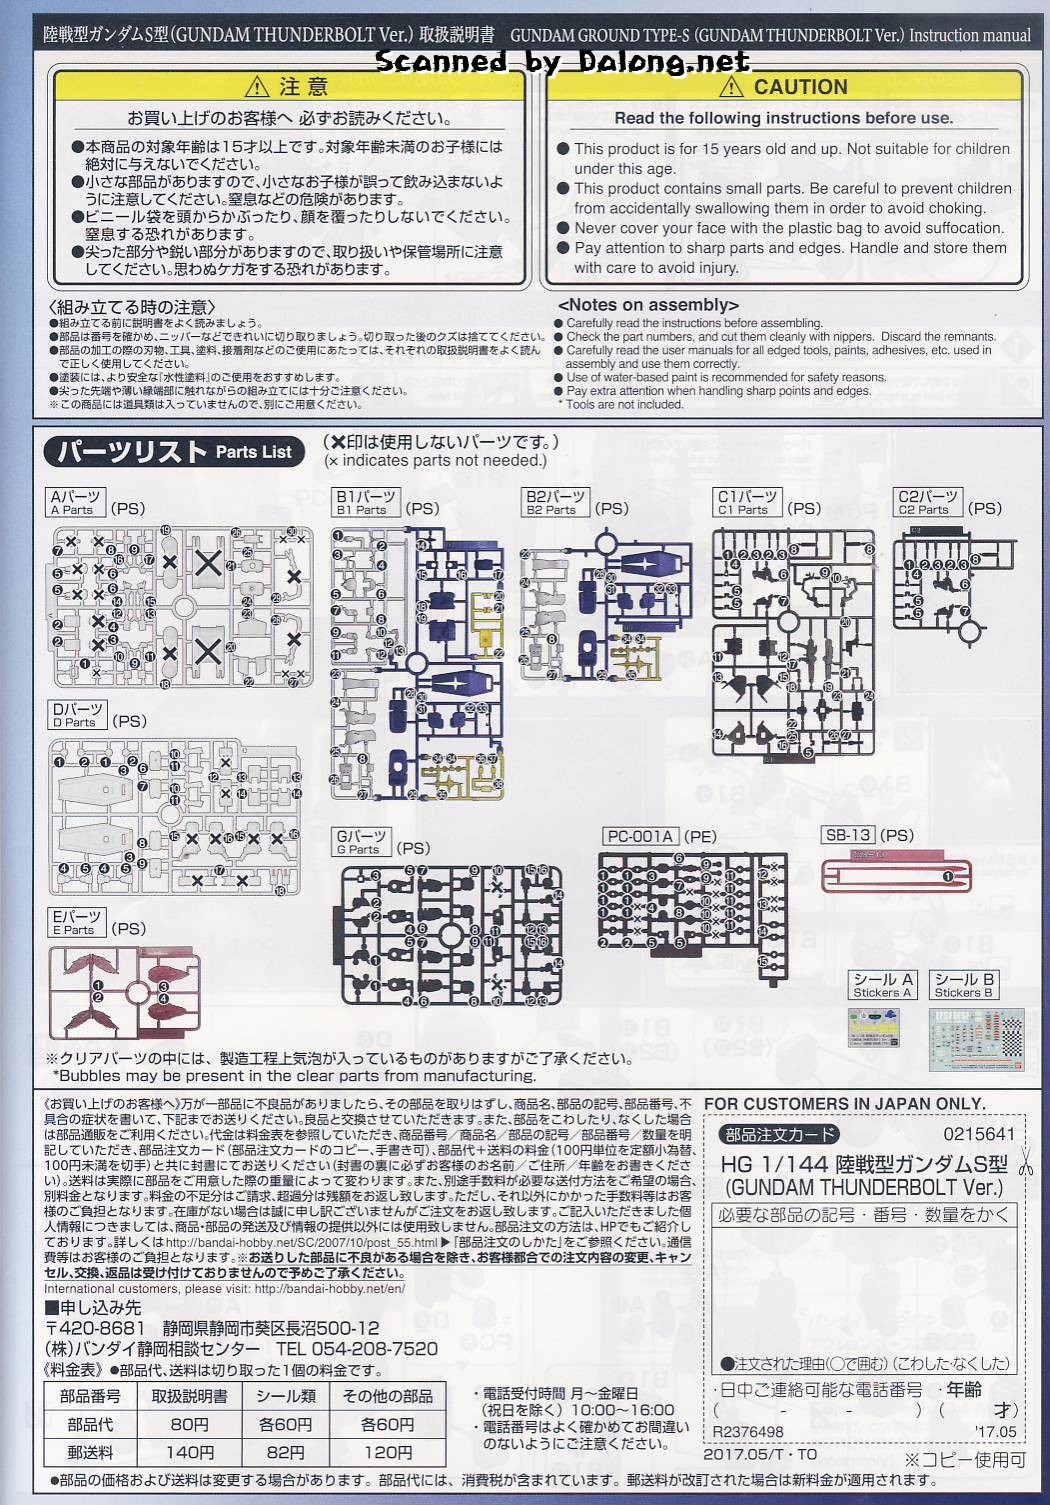 陸戦型ガンダムS型(GUNDAM THUNDERBOLT Ver.) 取扱説明書 GUNDAM GROUND TYPE-S (GUNDAM THUNDERBOLT Ver.) Instruction manual
Scanned by Dalong.net
注意
お買い上げのお客様へ 必ずお読みください。
●本商品の対象年齢は15才以上です。対象年齢未満のお子様には
絶対に与えないでください。
●小さな部品がありますので、小さなお子様が誤って飲み込まないよ
うに注意してください。窒息などの危険があります。
●ビニール袋を頭からかぶったり、顔を覆ったりしないでください。
窒息する恐れがあります。
●尖った部分や鋭い部分がありますので、取り扱いや保管場所に注意
してください。思わぬケガをする恐れがあります。
CAUTION
Read the following instructions before use.
● This product is for 15 years old and up. Not suitable for children
under this age.
● This product contains small parts. Be careful to prevent children
from accidentally swallowing them in order to avoid choking.
● Never cover your face with the plastic bag to avoid suffocation.
● Pay attention to sharp parts and edges. Handle and store them
with care to avoid injury.
〈組み立てる時の注意〉
●組み立てる前に説明書をよく読みましょう。
●部品は番号を確かめ、ニッパーなどできれいに切り取りましょう。切り取った後のクズは捨ててください。
●部品の加工の際の刃物、工具、塗料、接着剤などのご使用にあたっては、それぞれの取扱説明書をよく読ん
で正しく使用してください。
●塗装には、より安全な「水性塗料」のご使用をおすすめします。
●尖った先端や薄い縁端部に触れながらの組み立てには十分ご注意ください。
※この商品には道具類は入っていませんので、別にご用意ください。
<Notes on assembly>
● Carefully read the instructions before assembling.
● Check the part numbers, and cut them cleanly with nippers. Discard the remnants.
● Carefully read the user manuals for all edged tools, paints, adhesives, etc. used in
assembly and use them correctly.
● Use of water-based paint is recommended for safety reasons.
● Pay extra attention when handling sharp points and edges.
* Tools are not included.
パーツリスト Parts List
(✖印は使用しないパーツです。)
(× indicates parts not needed.)
Aパーツ
A Parts (PS)
B1パーツ
B1 Parts (PS)
B2パーツ
B2 Parts (PS)
C1パーツ
C1 Parts (PS)
C2パーツ
C2 Parts (PS)
Dパーツ
D Parts (PS)
Gパーツ
G Parts (PS)
PC-001A (PE)
SB-13 (PS)
Eパーツ
E Parts (PS)
シール A
Stickers A
シール B
Stickers B
※クリアパーツの中には、製造工程上気泡が入っているものがありますがご了承ください。
*Bubbles may be present in the clear parts from manufacturing.
《お買い上げのお客様へ》万が一部品に不良品がありましたら、その部品を取りはずし、商品名、部品の記号、部品番号、不
具合の症状を書いて、下記までお送りください。良品と交換させていただきます。また、部品をこわしたり、なくした場合
は部品通販をご利用ください。代金は料金表を参照していただき、商品番号/商品名/部品の記号/部品番号/数量を明
記していただき、部品注文カード(部品注文カードのコピー、手書き可)、部品代+送料の料金(100円単位を定額小為替、
100円未満を切手)と共に封書にてお送りください(封書の裏に必ずお客様のお名前/ご住所/年齢をお書きくださ
い)。送料は実際に部品をご用意した際の重量によって変わります。また、別途手数料が必要な送付方法をご希望の場合、
別料金となります。料金の不足分はご請求、超過分は残額をお返し致します。ただし、それ以外にかかった手数料等はお客
様のご負担となります。在庫がない場合は誠に申し訳ございませんがご注文をお返し致します。ご記入いただきました個
人情報につきましては、商品・部品の発送及び情報の提供以外には使用致しません。部品注文の方法は、HPでもご紹介し
ております。詳しくはhttp://bandai-hobby.net/SC/2007/10/post_55.html▶「部品注文のしかた」をご参照ください。通信
費等はお客様のご負担となります。※お送りした部品に不良がある場合を除き、お客様都合での注文内容の変更、キャン
セル、交換、返品は受け付けておりませんので予めご了承ください。
International customers, please visit: http://bandai-hobby.net/en/
■申し込み先
〒420-8681 静岡県静岡市葵区長沼500-12
(株)バンダイ静岡相談センター TEL 054-208-7520
《料金表》●部品代、送料は切り取った1個の料金です。
部品番号 取扱説明書 シール類 その他の部品
部品代 80円 各60円 各60円
郵送料 140円 82円 120円
・電話受付時間 月～金曜日
(祝日を除く) 10:00～16:00
・電話番号はよく確かめてお間違い
のないようにご注意ください。
●部品の価格および送料は変更する場合があります。部品代には、消費税が含まれています。郵送料が改訂された場合は新料金が適用されます。
FOR CUSTOMERS IN JAPAN ONLY.
部品注文カード 0215641
HG 1/144 陸戦型ガンダムS型
(GUNDAM THUNDERBOLT Ver.)
必要な部品の記号・番号・数量をかく
●注文された理由(○で囲む)(こわした・なくした)
・日中ご連絡可能な電話番号 ・年齢
( - - ) ( 才)
R2376498 '17.05
2017.05/T・TO ※コピー使用可